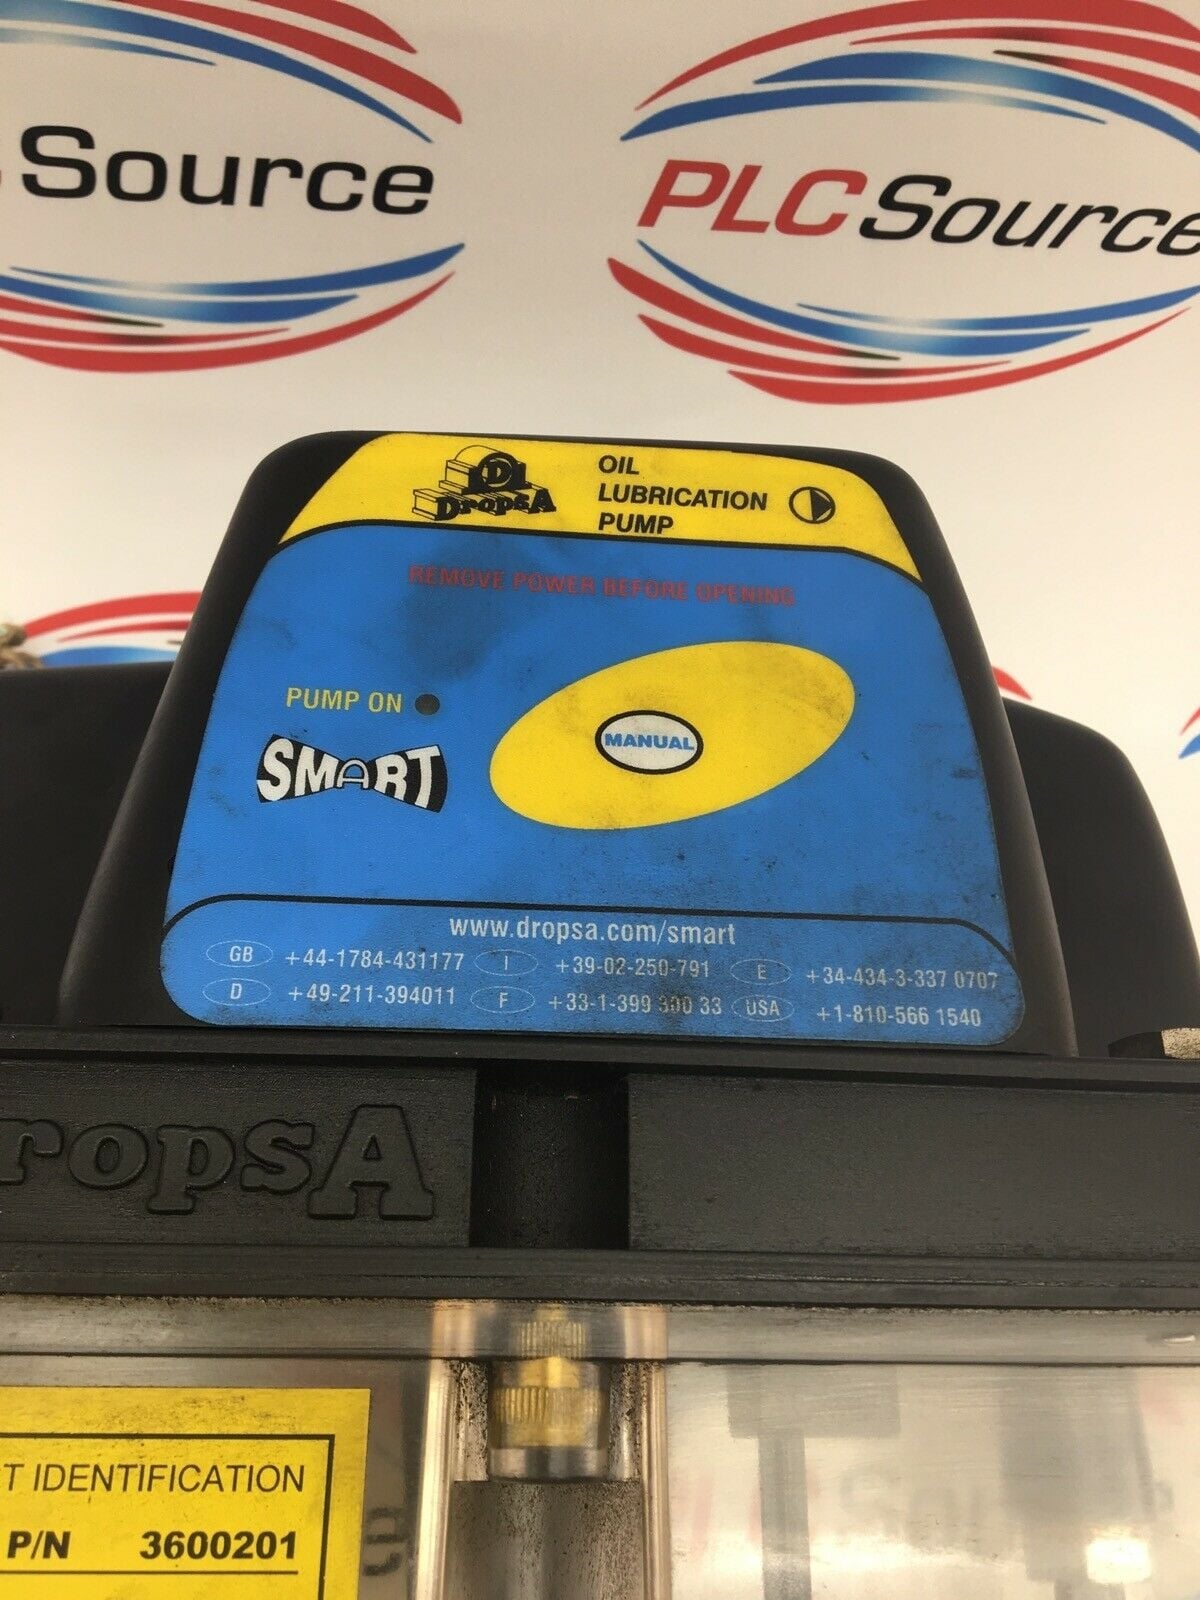 Source
PLC Source
D
DropsA
OIL
LUBRICATION
PUMP
REMOVE POWER BEFORE OPENING
PUMP ON
SMART
MANUAL
www.dropsa.com/smart
GB +44-1784-431177 I +39-02-250-791 E +34-434-3-337 0707
D +49-211-394011 F +33-1-399 300 33 USA +1-810-566 1540
ropsA
T IDENTIFICATION
P/N 3600201